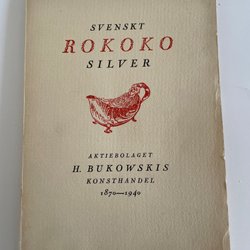 SVENSKT
ROKOKO
SILVER
AKTIEBOLAGET
H. BUKOWSKIS
KONSTHANDEL
1870—1940